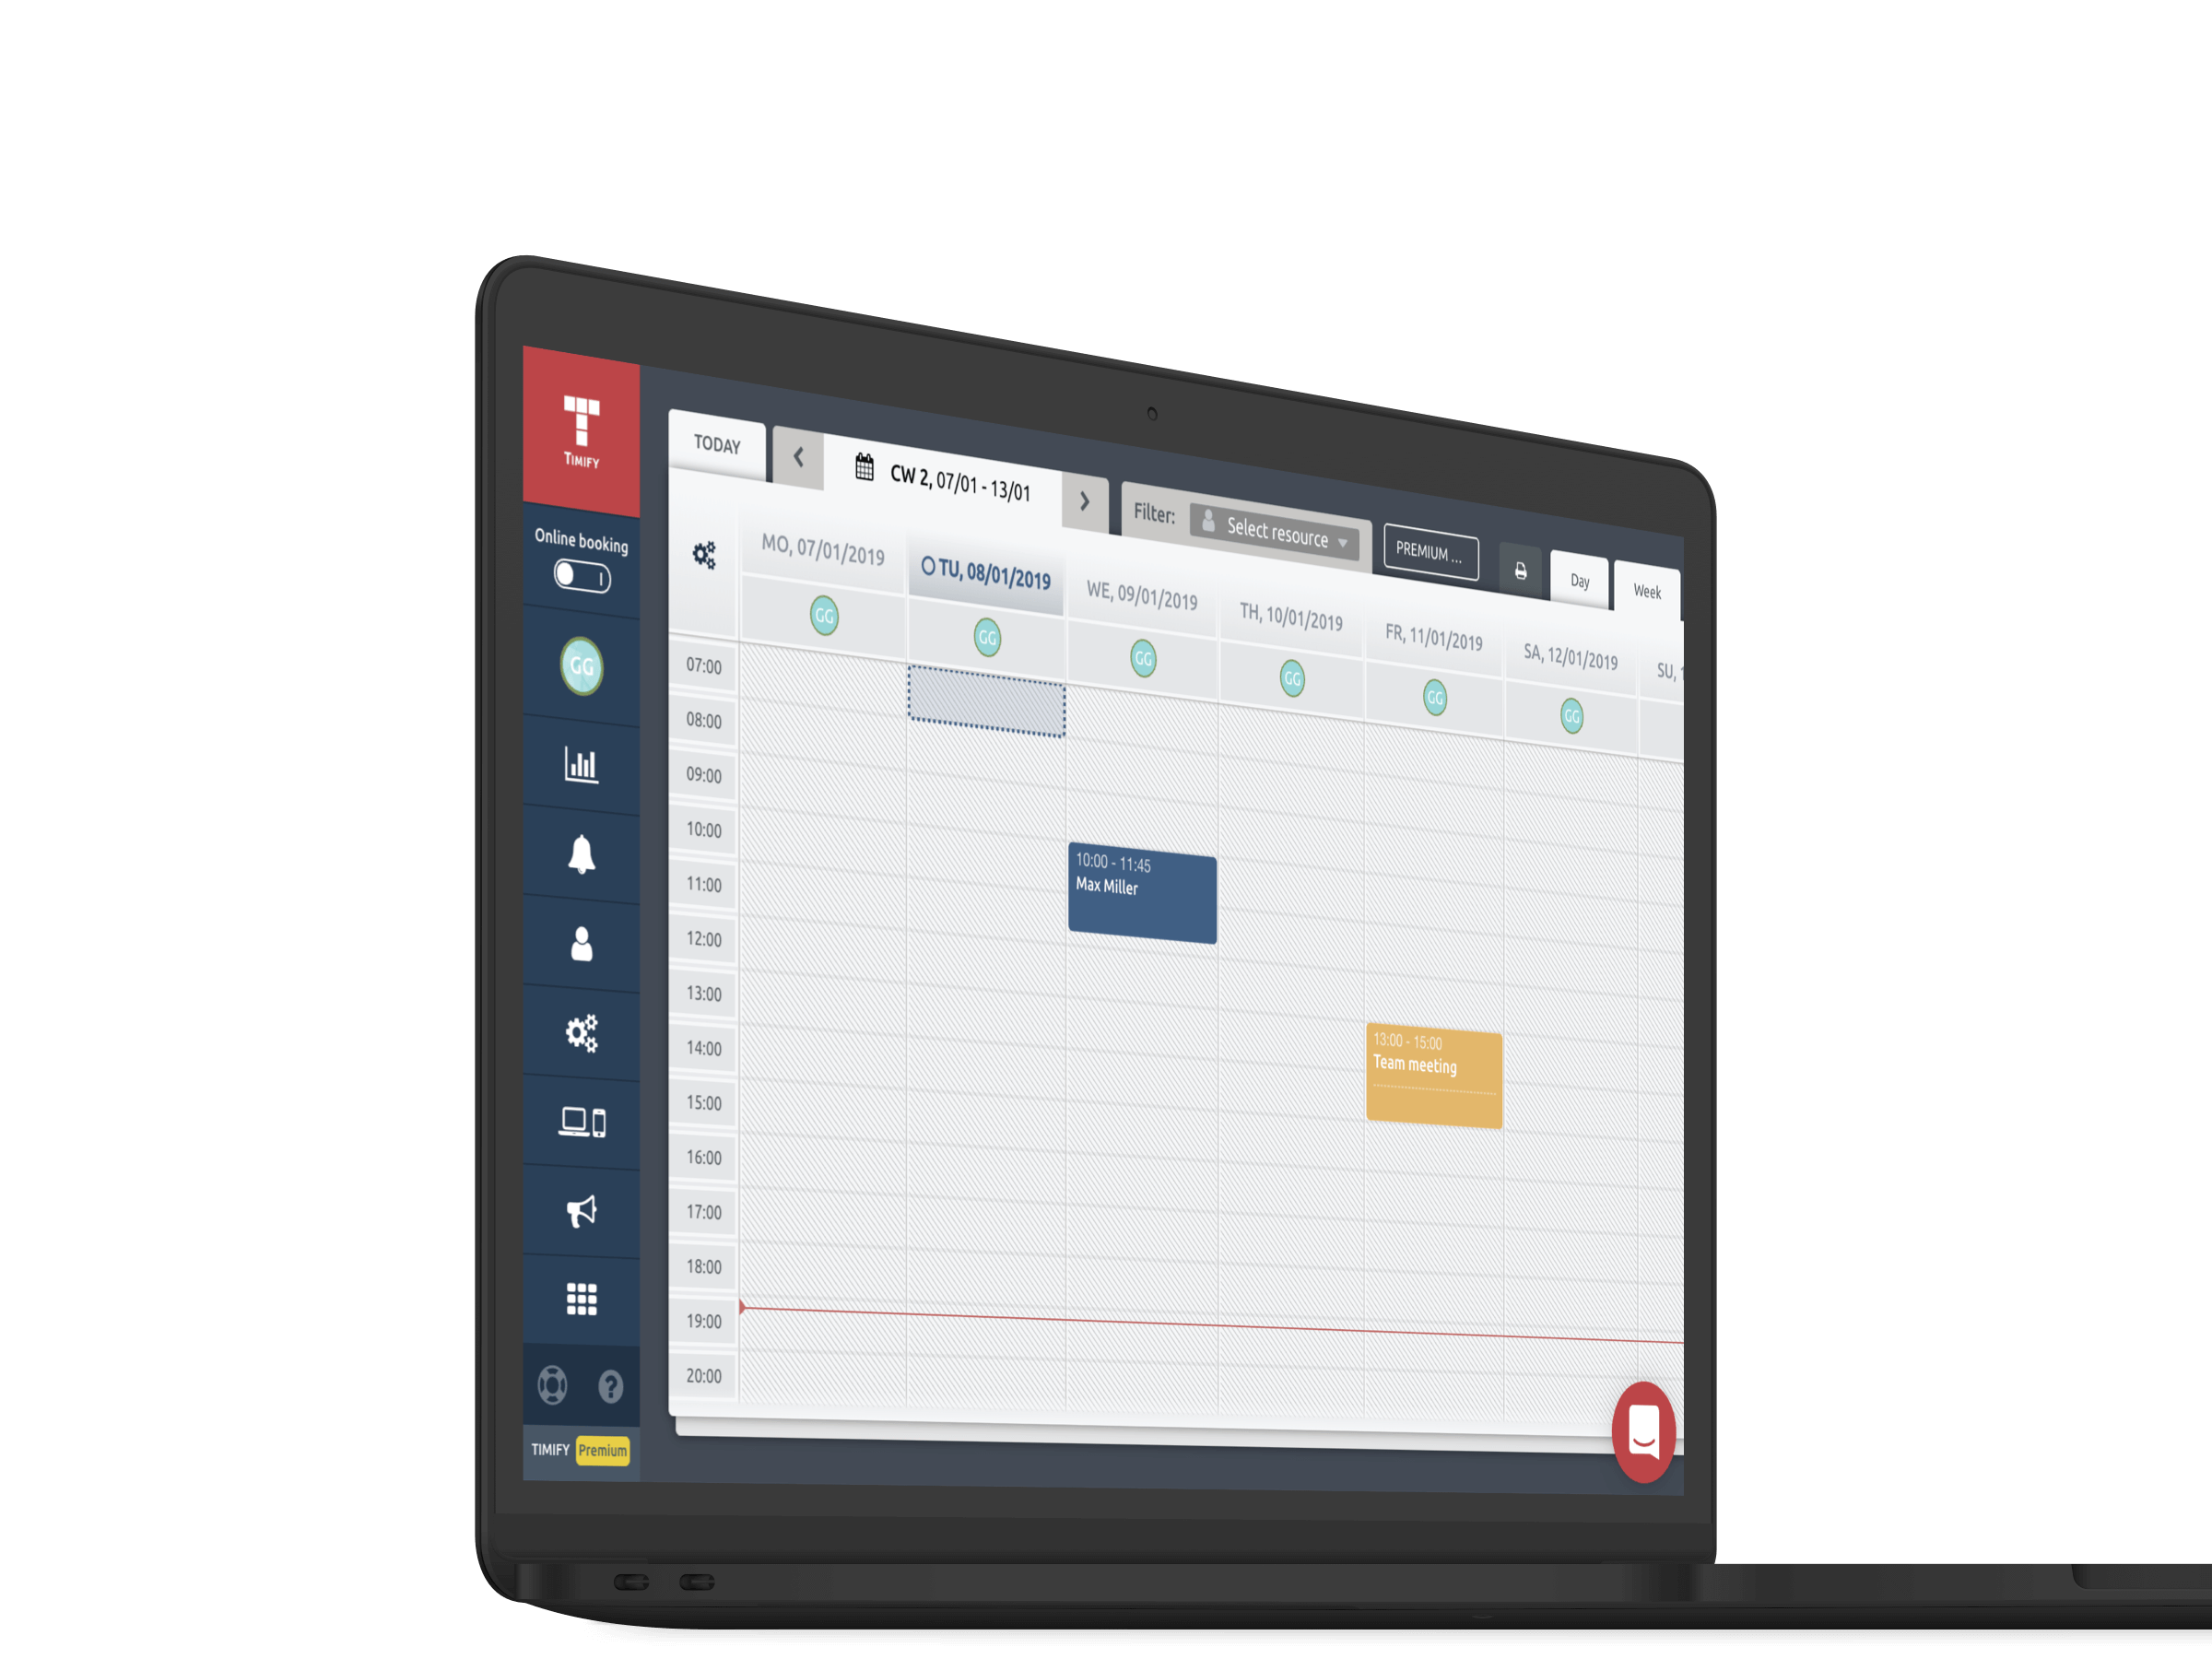 TIMIFY
Online booking
GG
TIMIFY Premium
TODAY
CW 2, 07/01 - 13/01
Filter: Select resource
PREMIUM ...
Day
Week
MO, 07/01/2019
TU, 08/01/2019
WE, 09/01/2019
TH, 10/01/2019
FR, 11/01/2019
SA, 12/01/2019
SU,
GG
GG
GG
GG
GG
GG
07:00
08:00
09:00
10:00
11:00
12:00
13:00
14:00
15:00
16:00
17:00
18:00
19:00
20:00
10:00 - 11:45
Max Miller
13:00 - 15:00
Team meeting